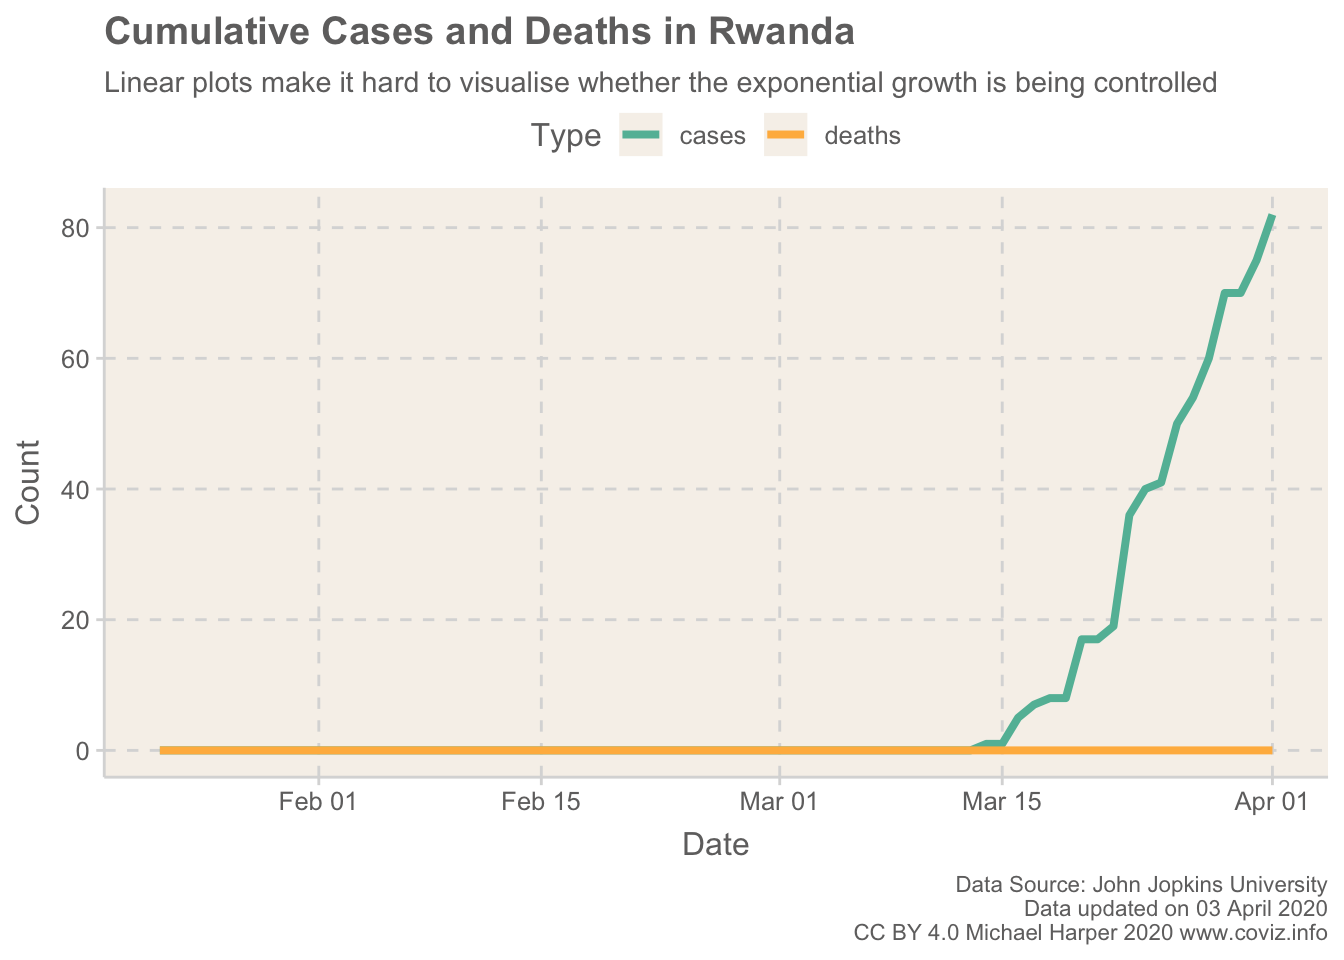 Cumulative Cases and Deaths in Rwanda
Linear plots make it hard to visualise whether the exponential growth is being controlled
Type cases deaths
80
60
40
20
0
Count
Feb 01 Feb 15 Mar 01 Mar 15 Apr 01
Date
Data Source: John Jopkins University
Data updated on 03 April 2020
CC BY 4.0 Michael Harper 2020 www.coviz.info